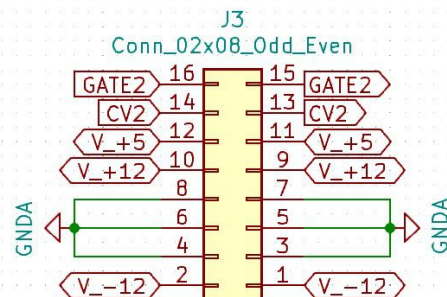 J3
Conn_02x08_Odd_Even
GATE2 16 15 GATE2
CV2 14 13 CV2
V_+5 12 11 V_+5
V_+12 10 9 V_+12
8 7
GNDA 6 5 GNDA
4 3
V_-12 2 1 V_-12